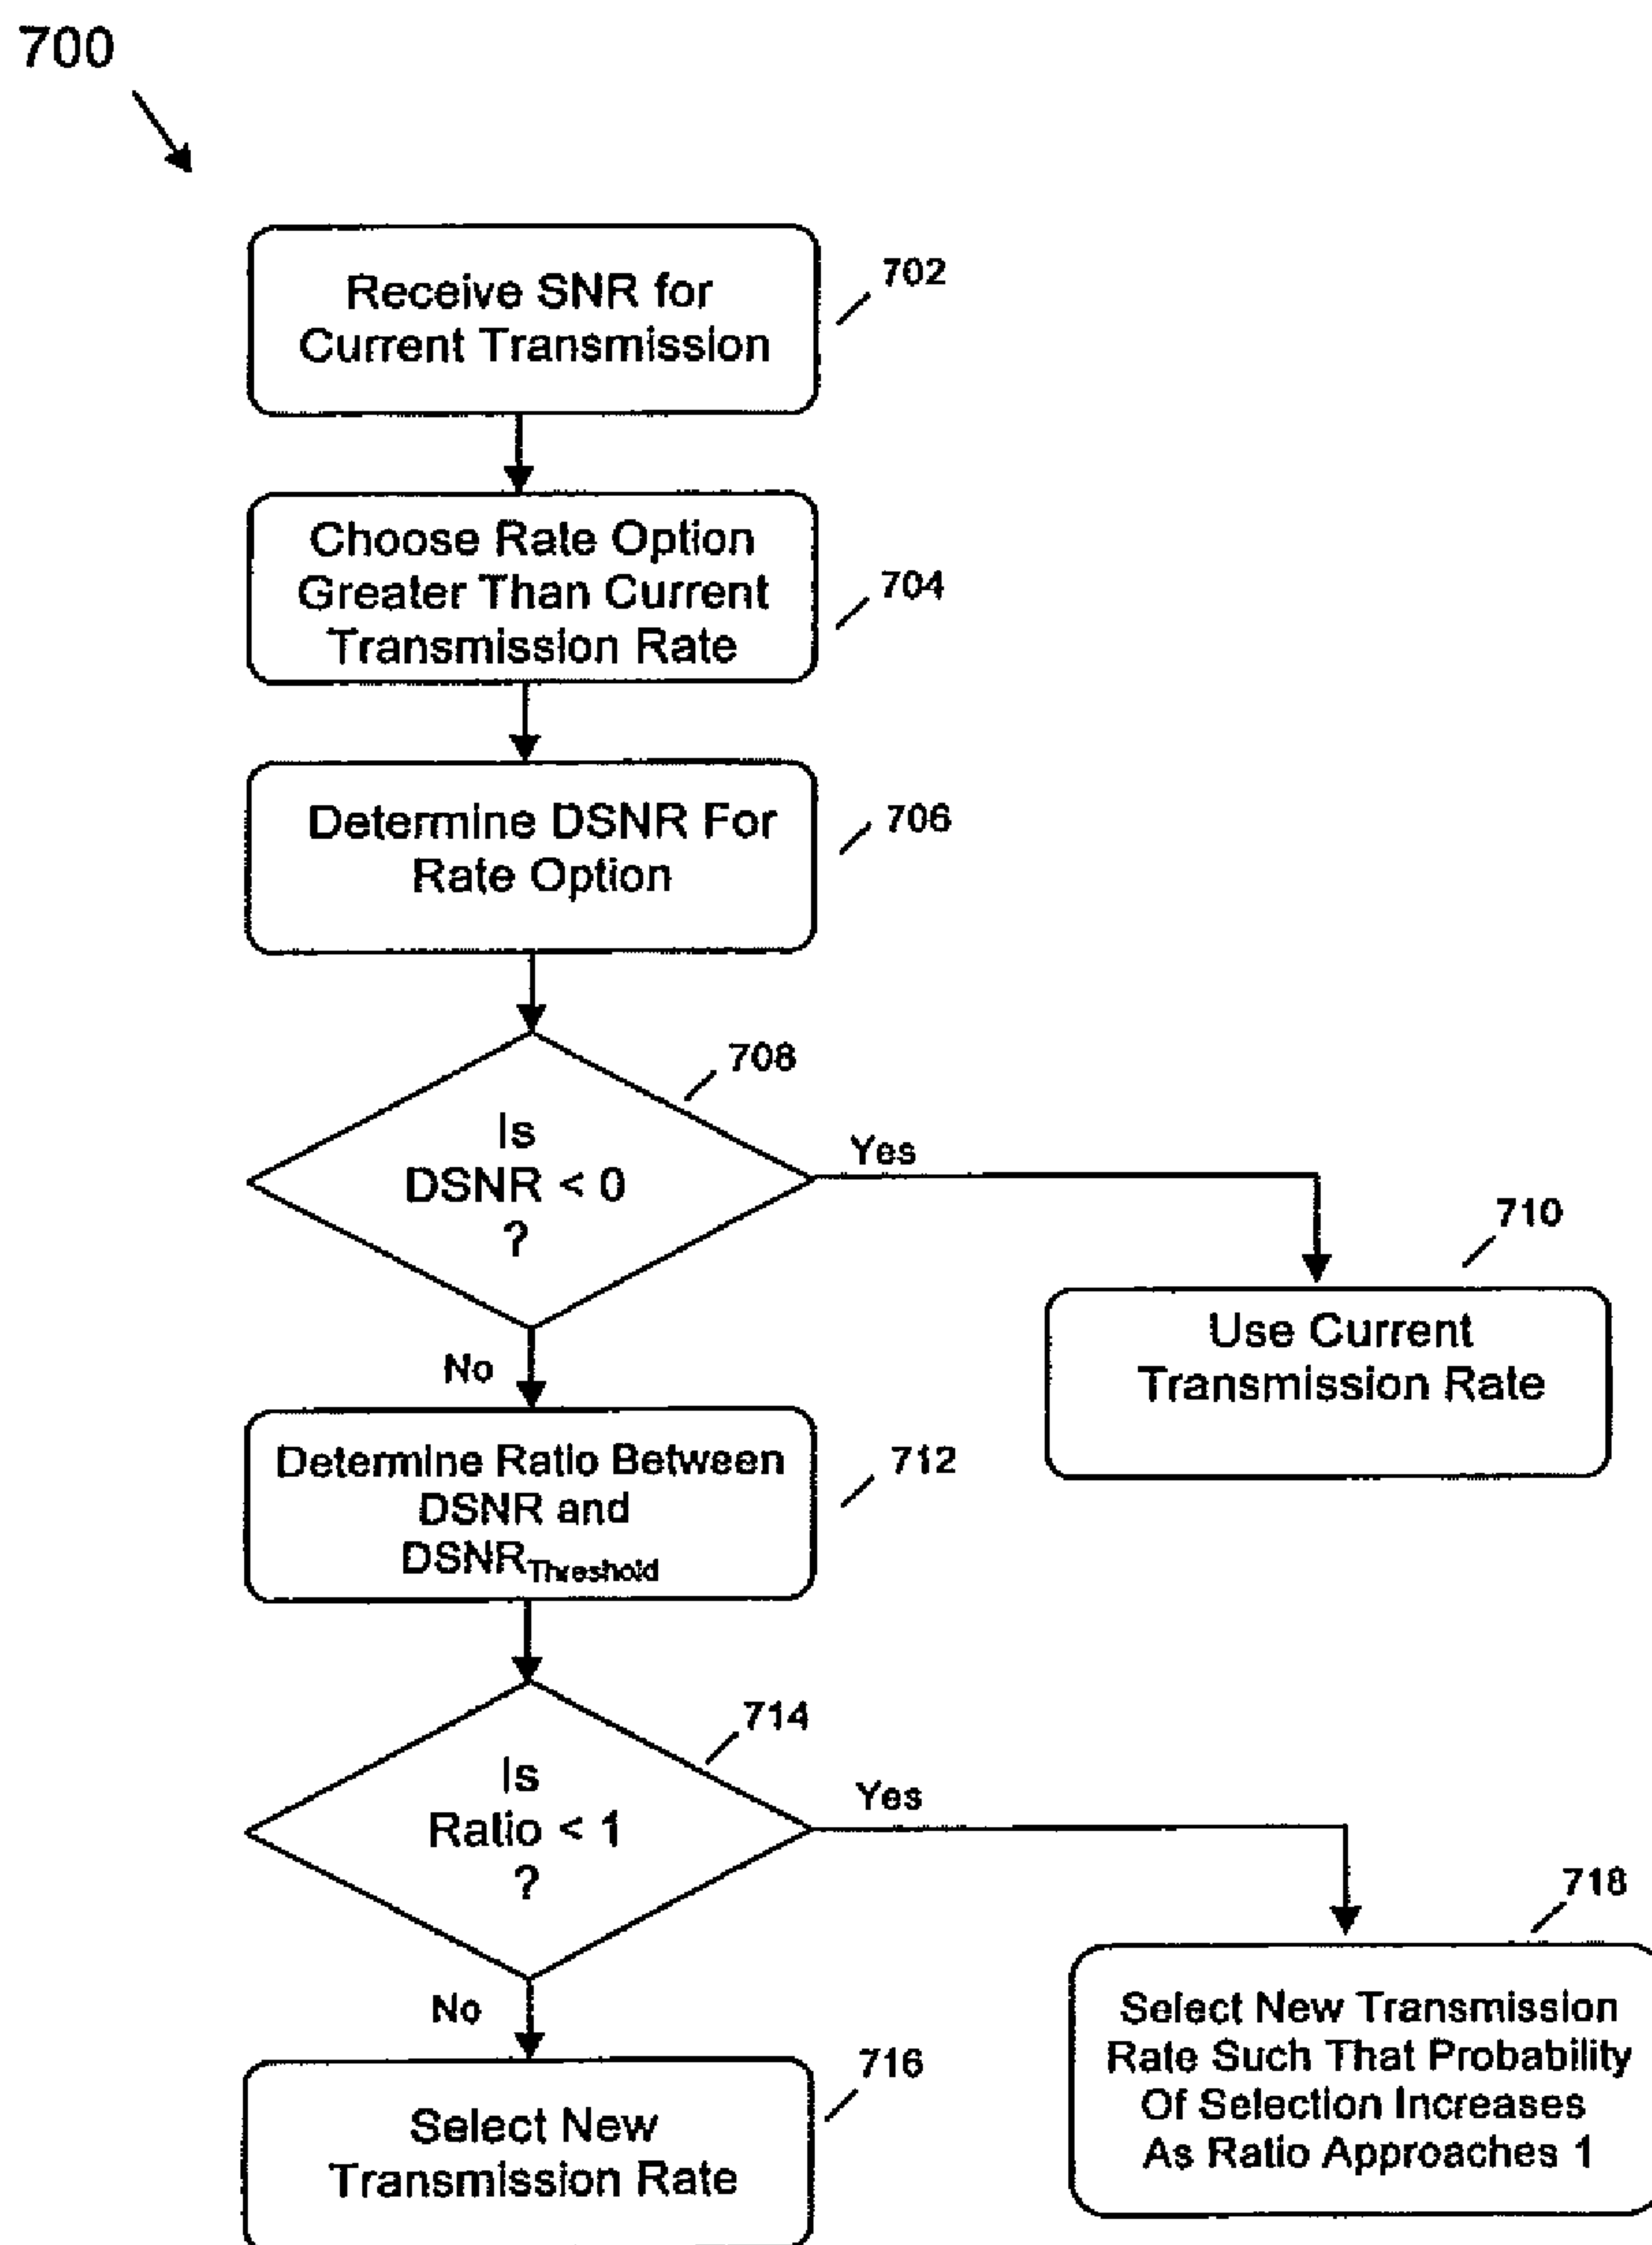 700
Receive SNR for
Current Transmission
702
Choose Rate Option
Greater Than Current
Transmission Rate
704
Determine DSNR For
Rate Option
706
Is
DSNR < 0
?
708
Yes
No
710
Use Current
Transmission Rate
Determine Ratio Between
DSNR and
DSNRThreshold
712
Is
Ratio < 1
?
714
Yes
No
718
Select New Transmission
Rate Such That Probability
Of Selection Increases
As Ratio Approaches 1
Select New
Transmission Rate
716